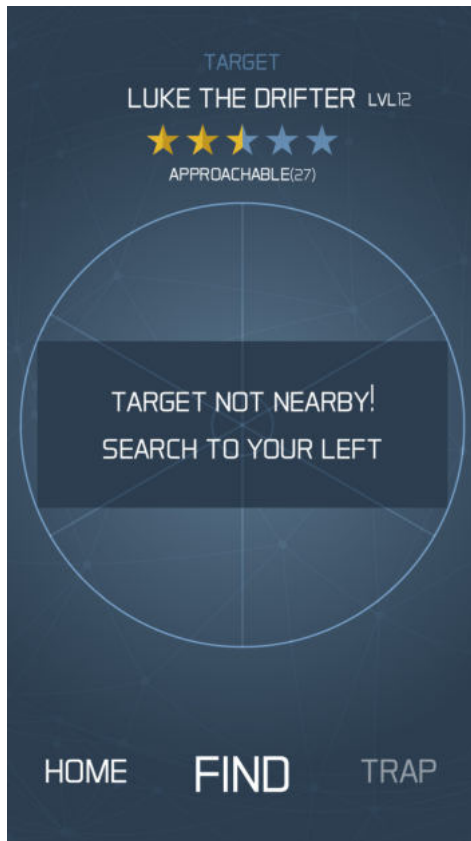 TARGET
LUKE THE DRIFTER LVL12
APPROACHABLE(27)
TARGET NOT NEARBY!
SEARCH TO YOUR LEFT
HOME FIND TRAP